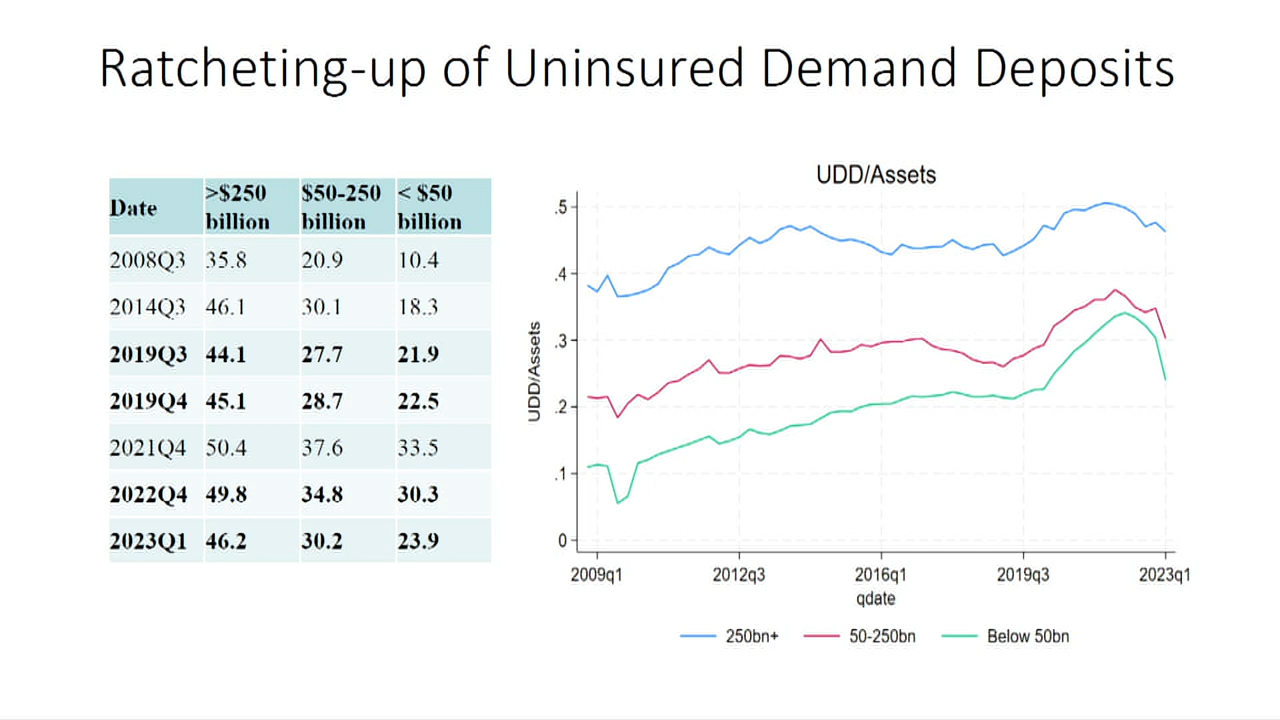 Ratcheting-up of Uninsured Demand Deposits
Date >$250 billion $50-250 billion < $50 billion
2008Q3 35.8 20.9 10.4
2014Q3 46.1 30.1 18.3
2019Q3 44.1 27.7 21.9
2019Q4 45.1 28.7 22.5
2021Q4 50.4 37.6 33.5
2022Q4 49.8 34.8 30.3
2023Q1 46.2 30.2 23.9
UDD/Assets
UDD/Assets
.5
.4
.3
.2
.1
0
2009q1 2012q3 2016q1 2019q3 2023q1
qdate
250bn+ 50-250bn Below 50bn